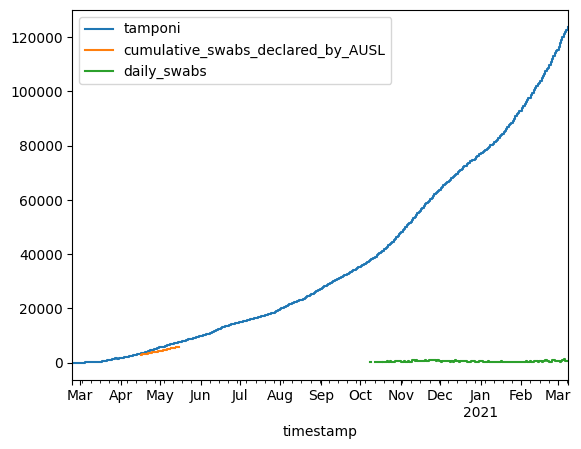 tamponi
cumulative_swabs_declared_by_AUSL
daily_swabs
120000
100000
80000
60000
40000
20000
0
Mar Apr May Jun Jul Aug Sep Oct Nov Dec Jan Feb Mar
2021
timestamp